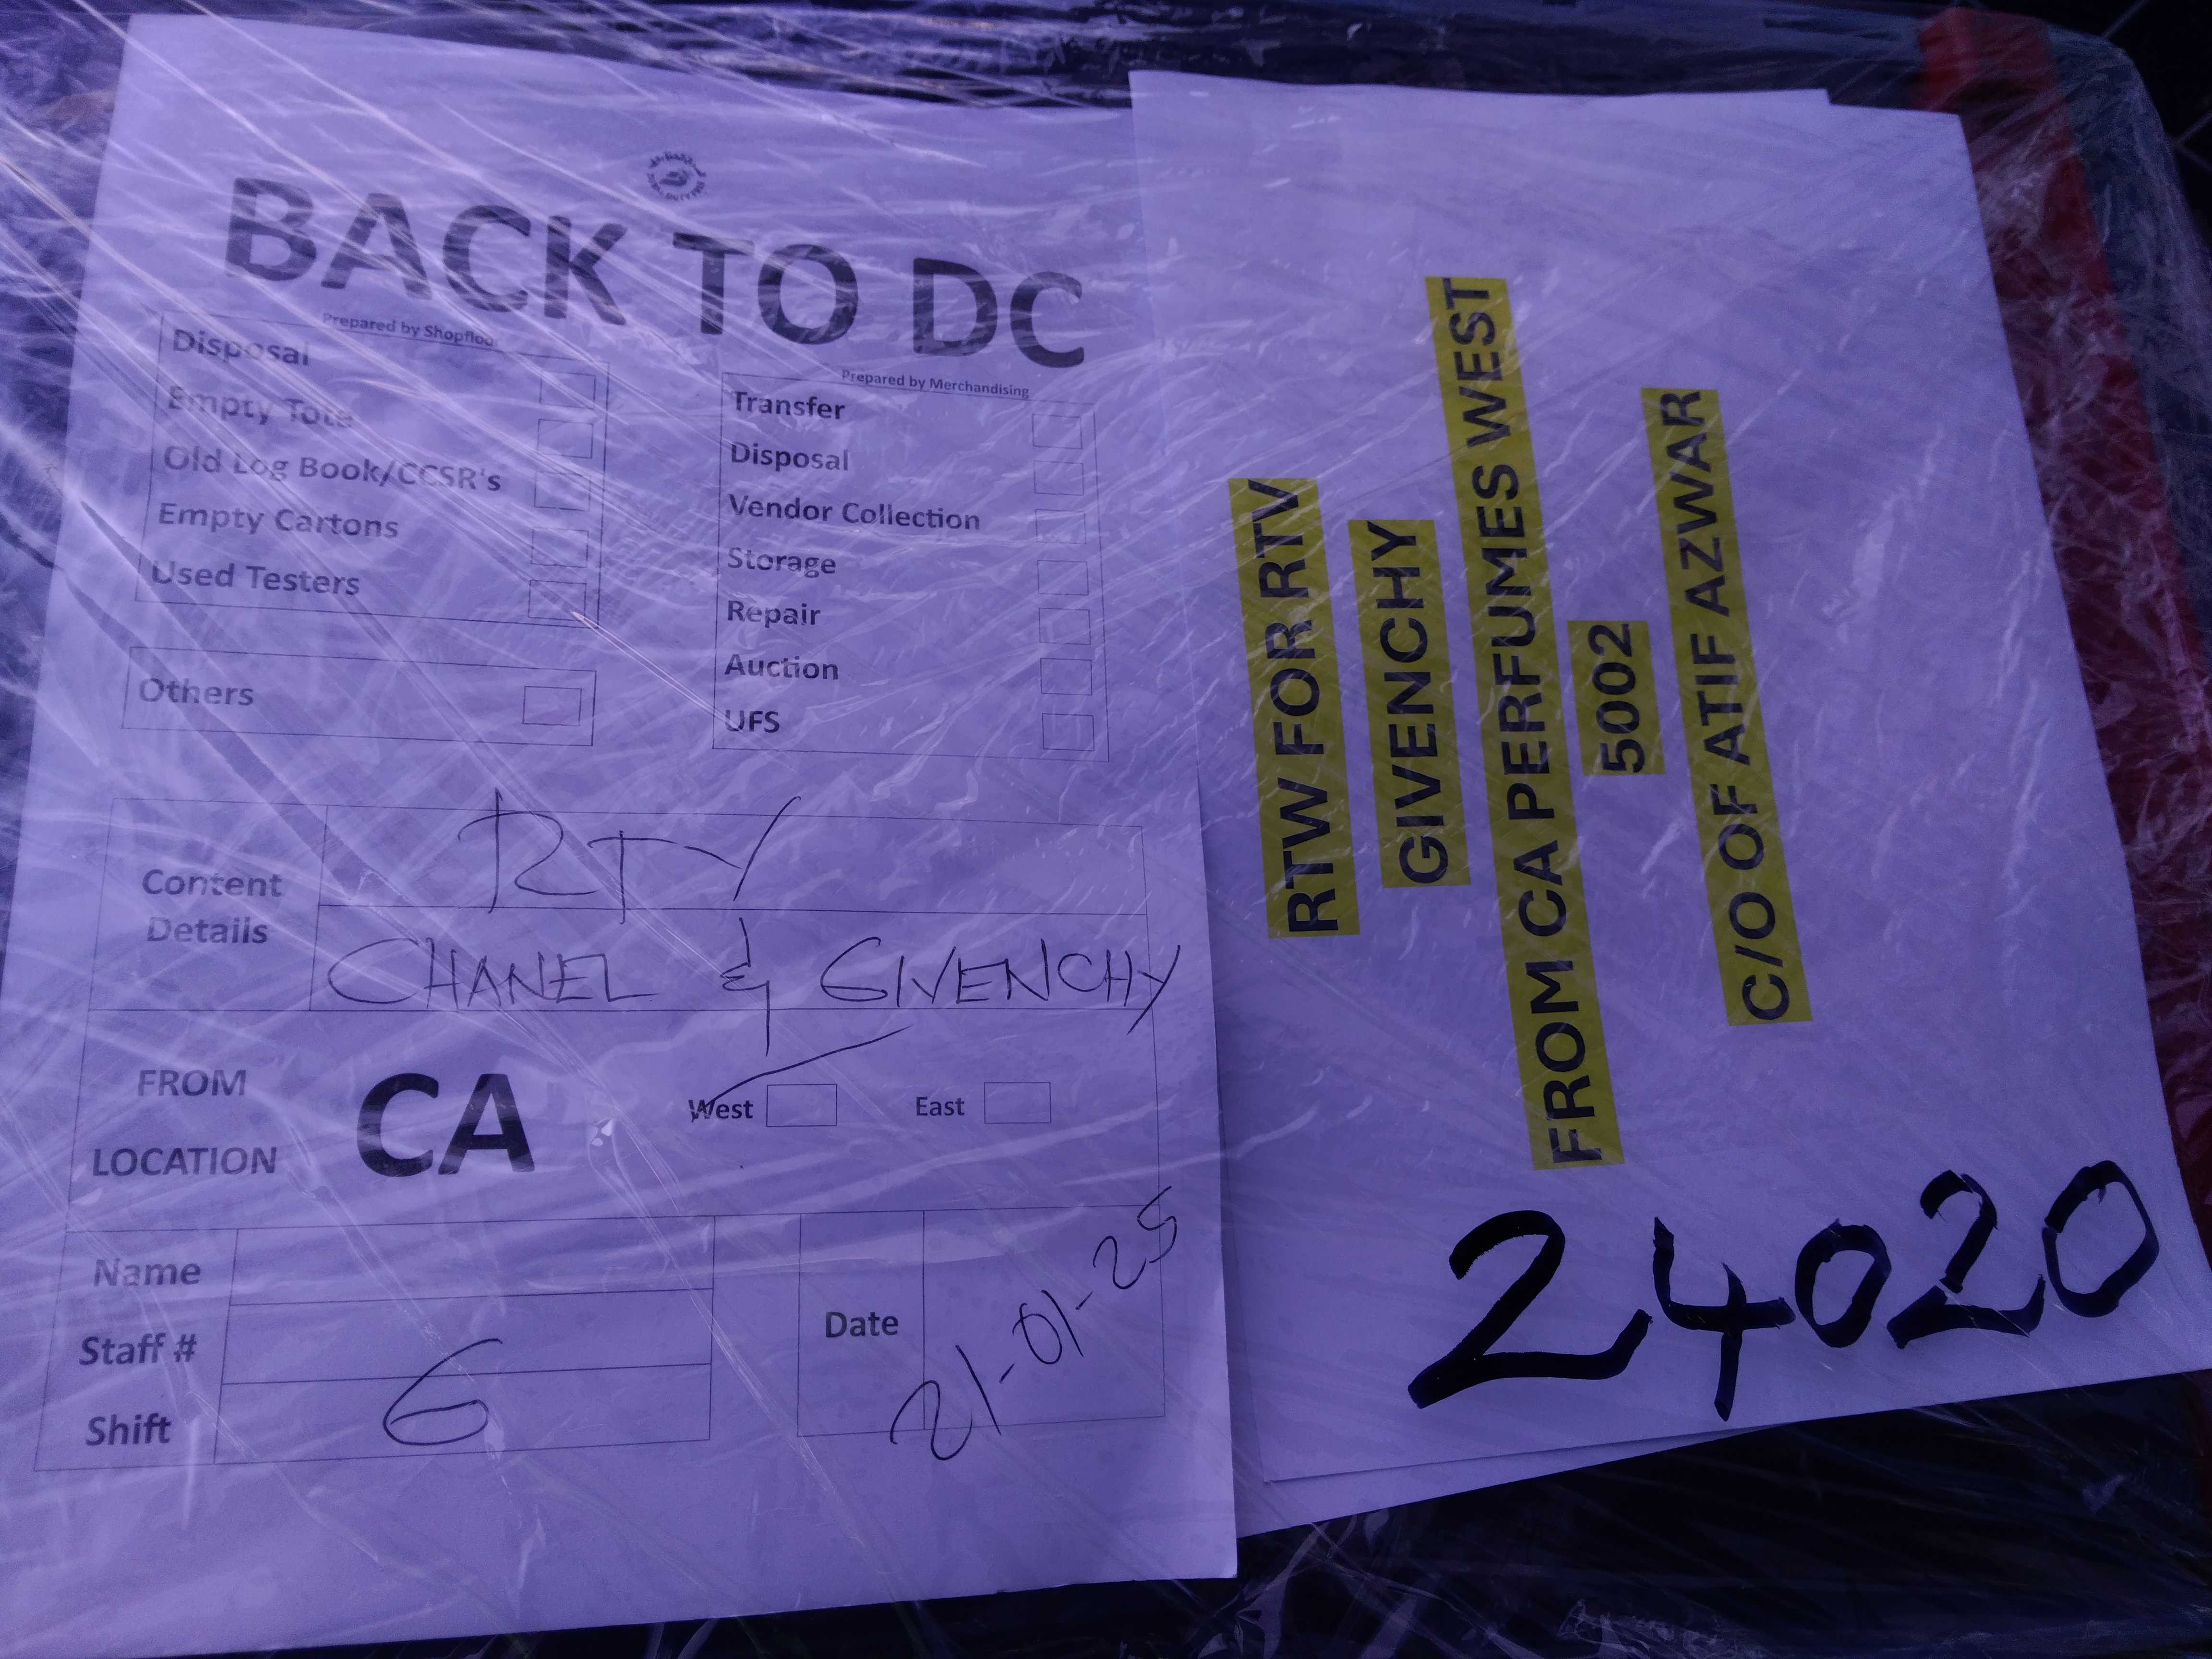 BACK TO DC
Prepared by Shopfloor
Disposal
Empty Tote
Old Log Book/CCSR's
Empty Cartons
Used Testers
Others
Prepared by Merchandising
Transfer
Disposal
Vendor Collection
Storage
Repair
Auction
UFS
Content Details
RTV
CHANEL & GIVENCHY
FROM LOCATION
CA
West
East
Name
Staff #
Shift
G
Date
21-01-25
RTW FOR RTV
GIVENCHY
FROM CA PERFUMES WEST
5002
C/O OF ATIF AZWAR
24020